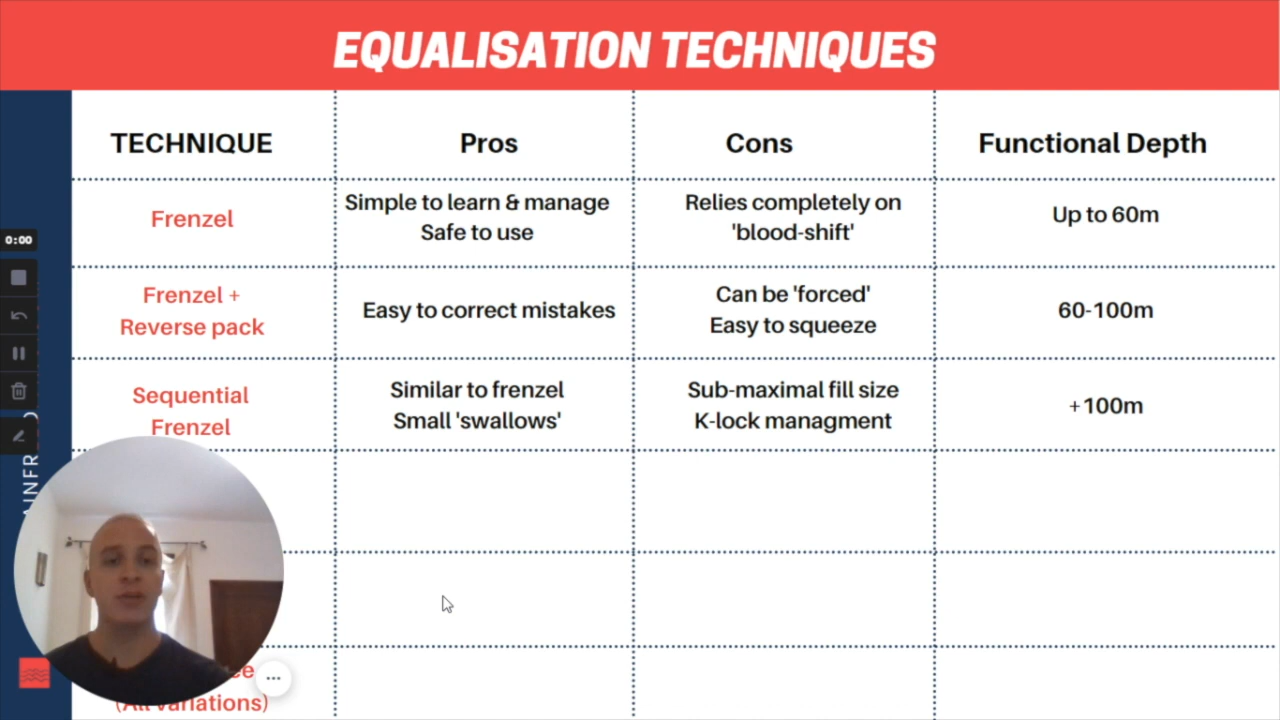 EQUALISATION TECHNIQUES
TECHNIQUE
Pros
Cons
Functional Depth
Frenzel
Simple to learn & manage
Safe to use
Relies completely on
'blood-shift'
Up to 60m
Frenzel +
Reverse pack
Easy to correct mistakes
Can be 'forced'
Easy to squeeze
60-100m
Sequential
Frenzel
Similar to frenzel
Small 'swallows'
Sub-maximal fill size
K-lock managment
+100m
0:00
(All variations)